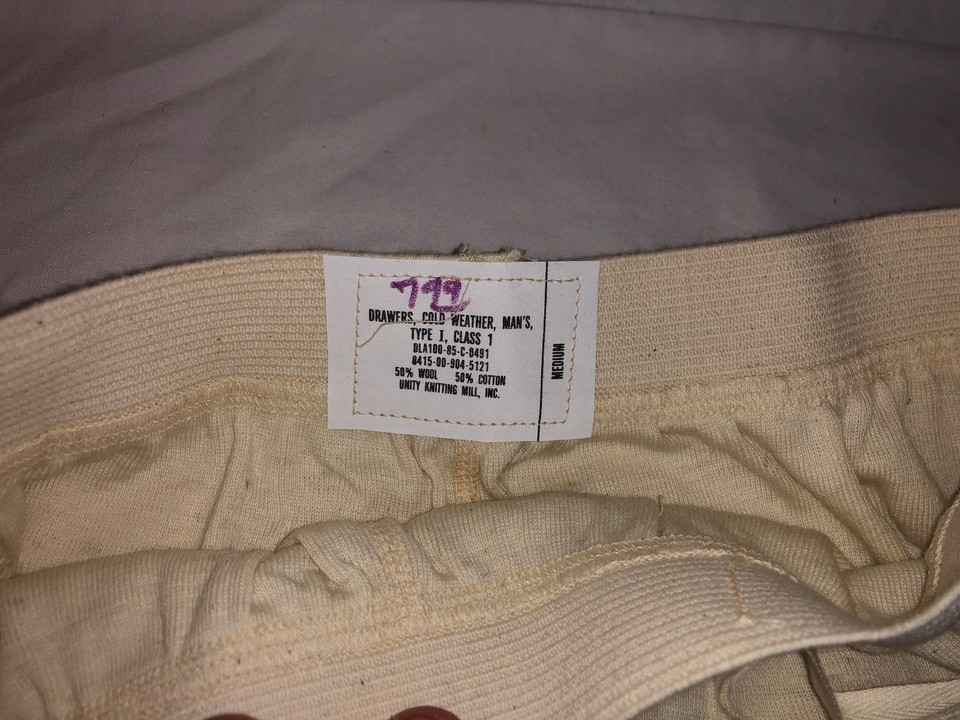 799
DRAWERS, COLD WEATHER, MAN'S,
TYPE I, CLASS 1
DLA100-85-C-0491
8415-00-904-5121
50% WOOL 50% COTTON
UNITY KNITTING MILL, INC.
MEDIUM